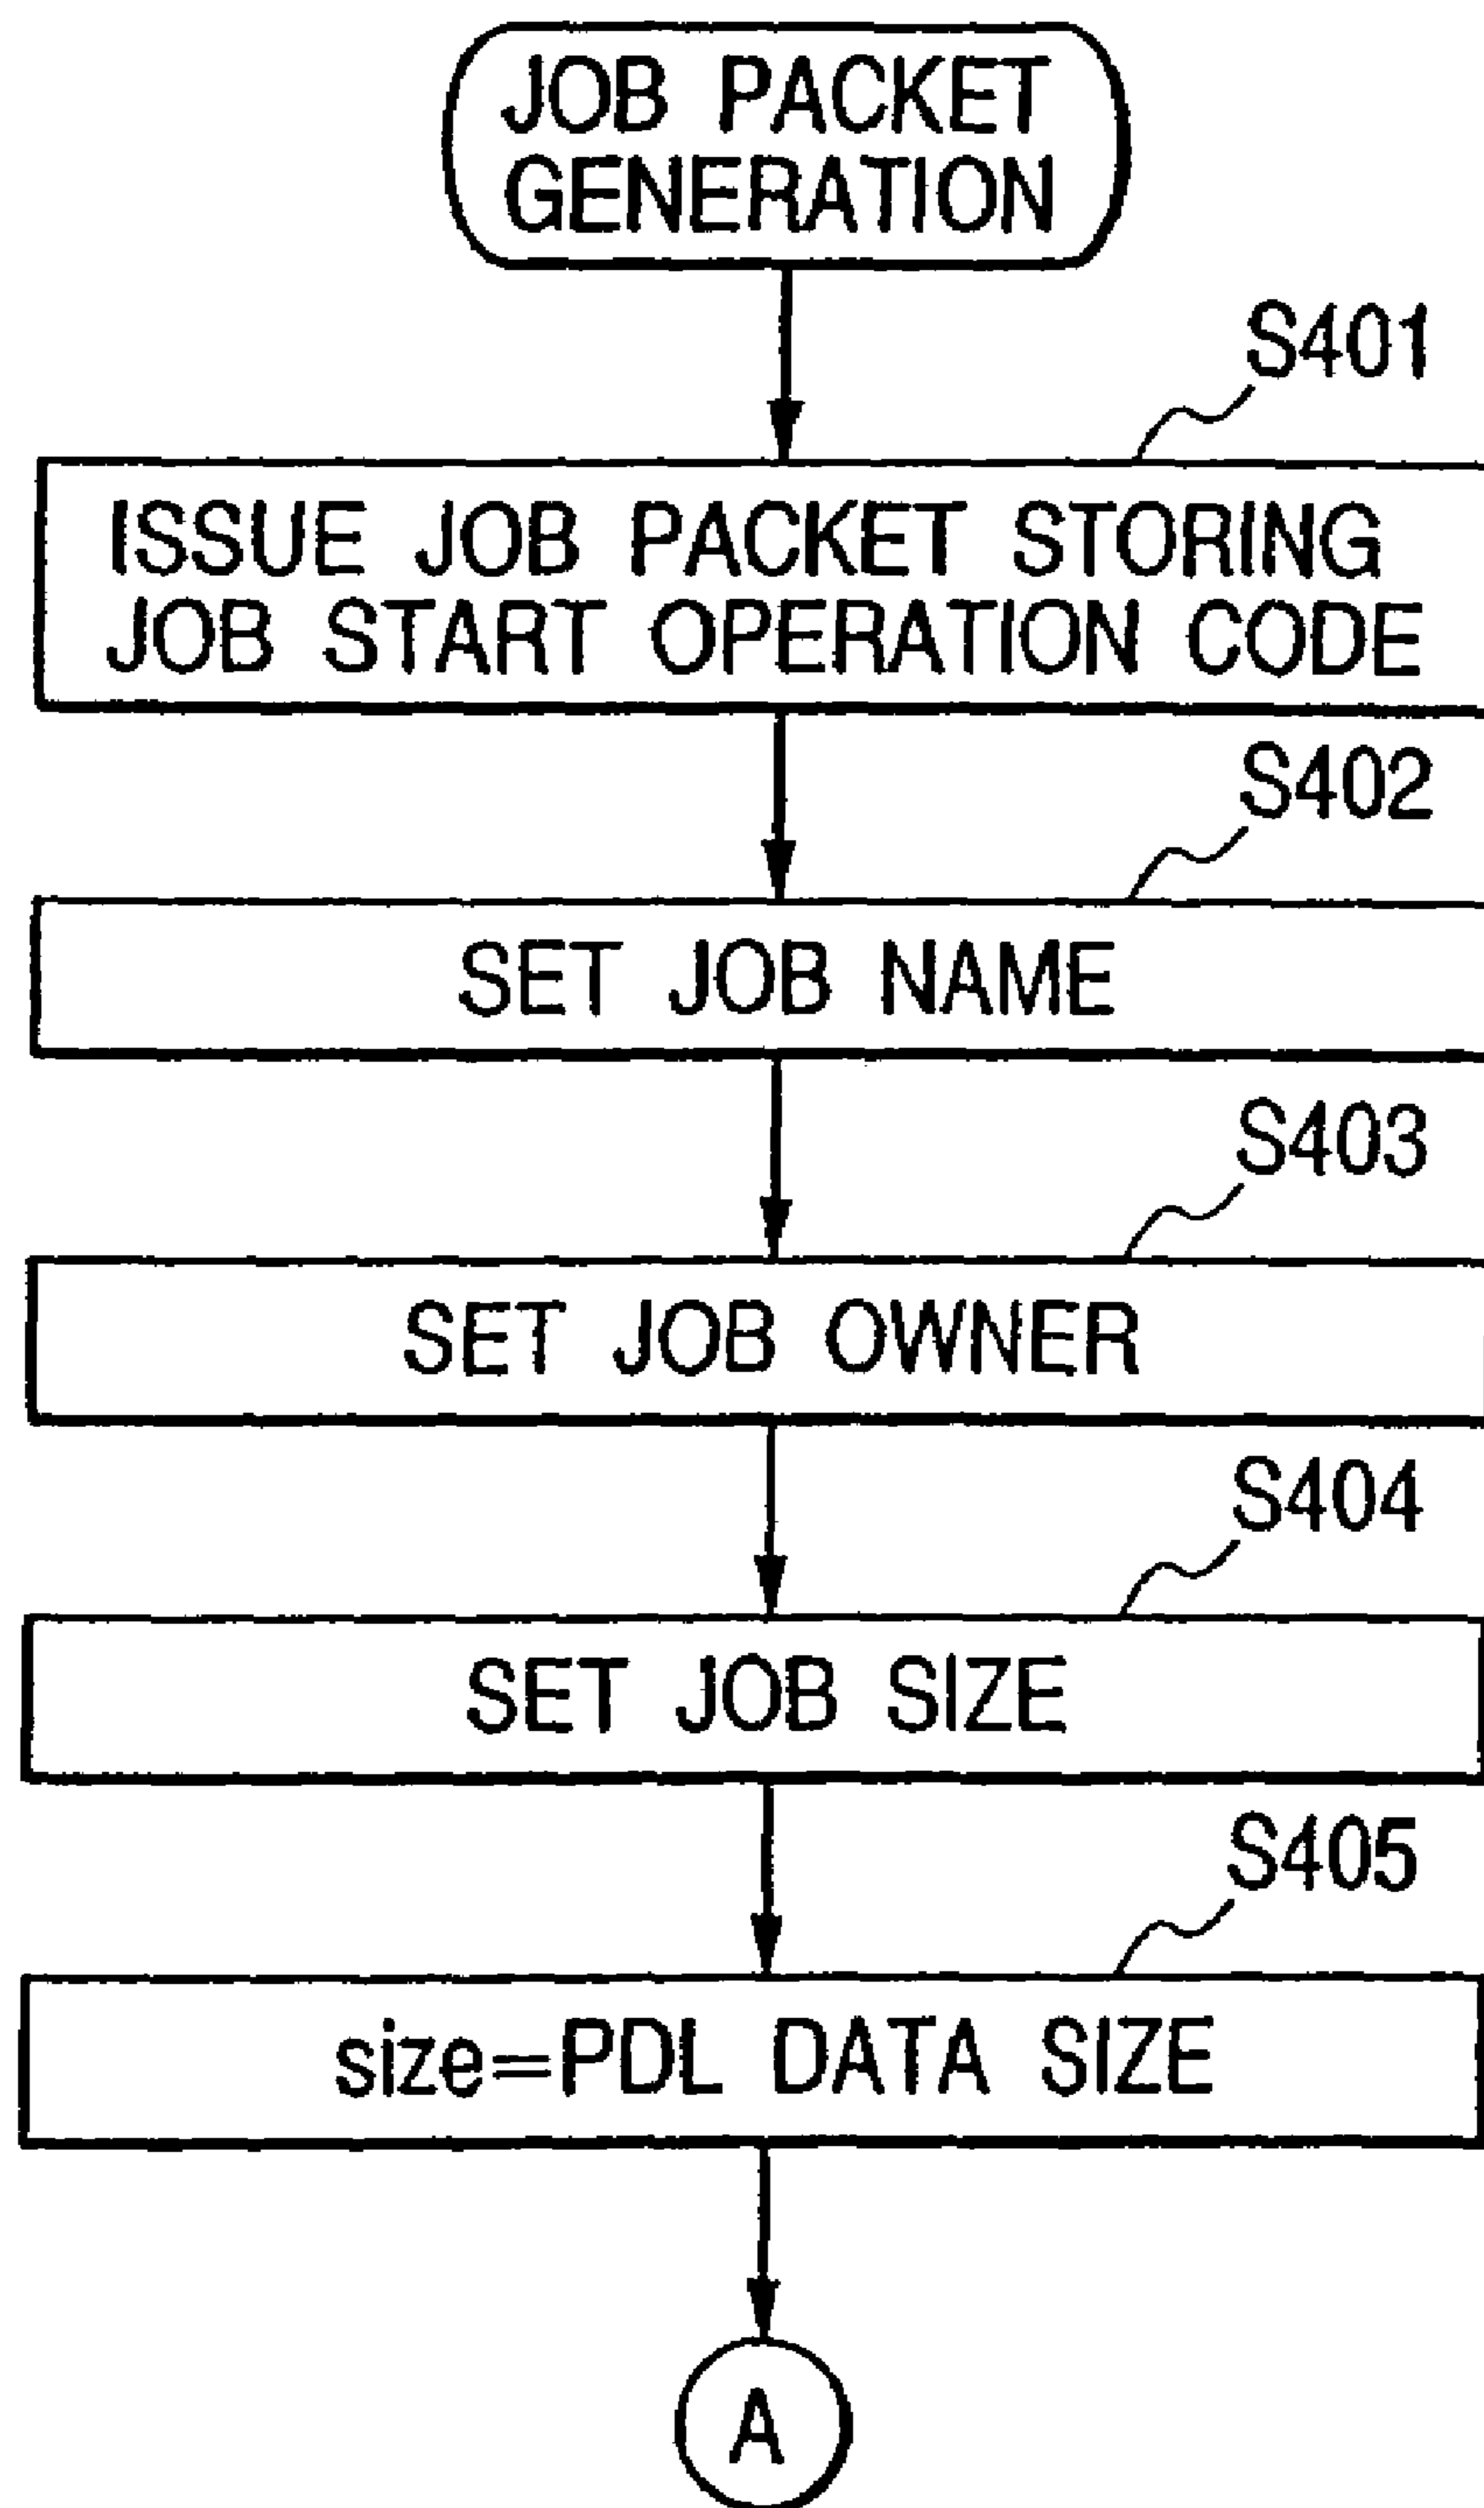 JOB PACKET
GENERATION
S401
ISSUE JOB PACKET STORING
JOB START OPERATION CODE
S402
SET JOB NAME
S403
SET JOB OWNER
S404
SET JOB SIZE
S405
size=PDL DATA SIZE
A